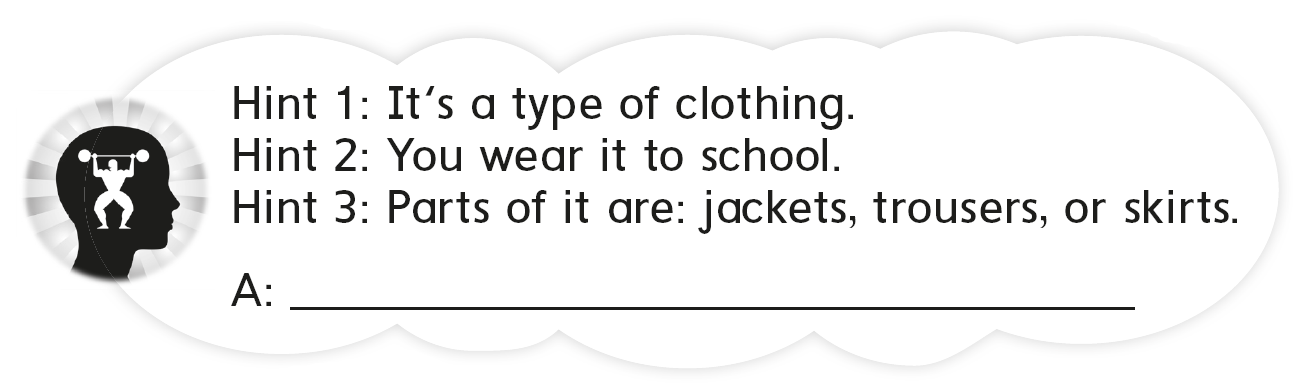 Hint 1: It‘s a type of clothing.
Hint 2: You wear it to school.
Hint 3: Parts of it are: jackets, trousers, or skirts.
A: ________________